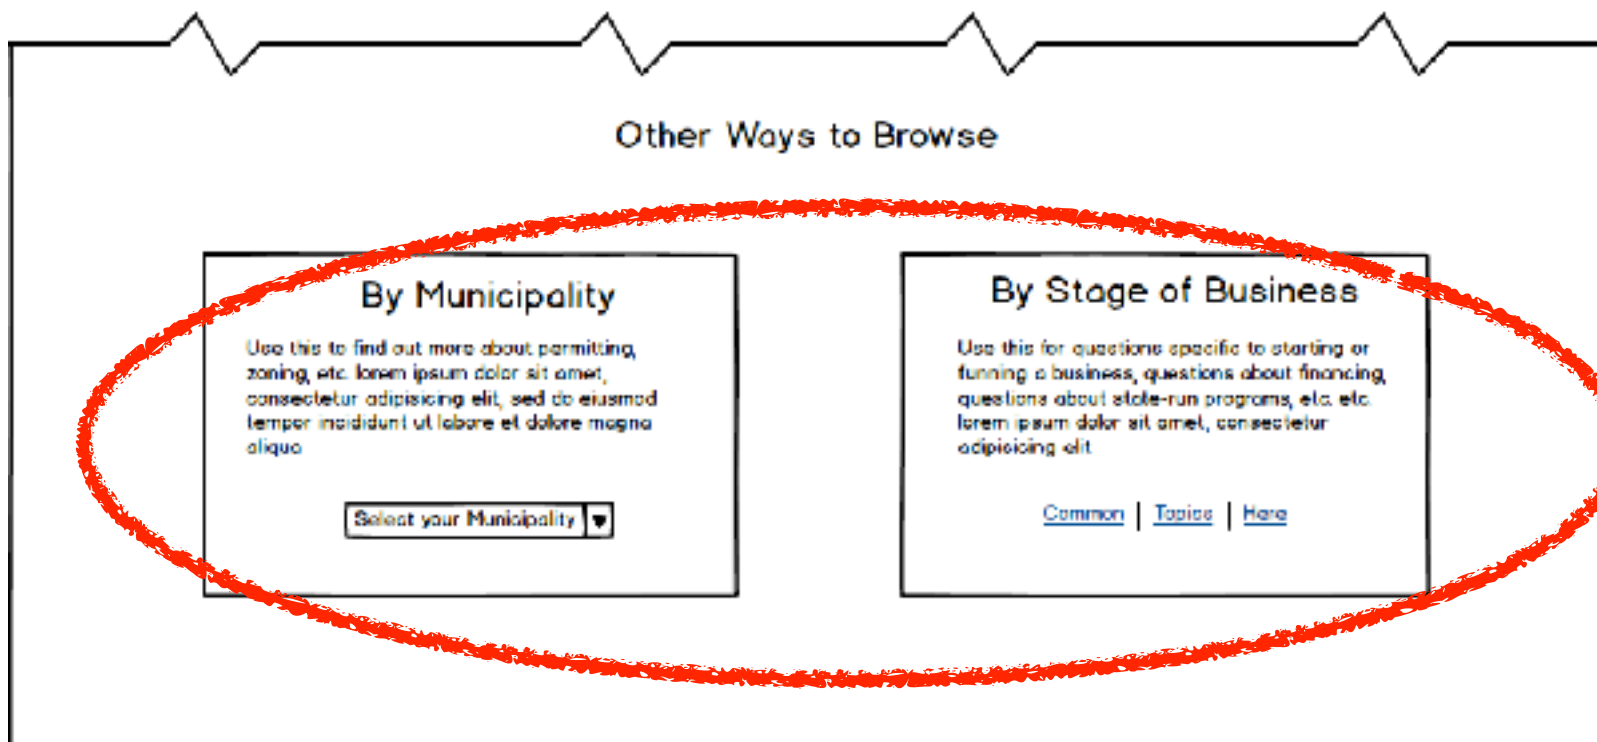 Other Ways to Browse
By Municipality
Use this to find out more about permitting,
zoning, etc. lorem ipsum dolor sit amet,
consectetur adipisicing elit, sed do eiusmod
tempor incididunt ut labore et dolore magna
aliqua
Select your Municipality
By Stage of Business
Use this for questions specific to starting or
funning a business, questions about financing,
questions about state-run programs, etc. etc.
lorem ipsum dolor sit amet, consectetur
adipisicing elit
Common | Topics | Here